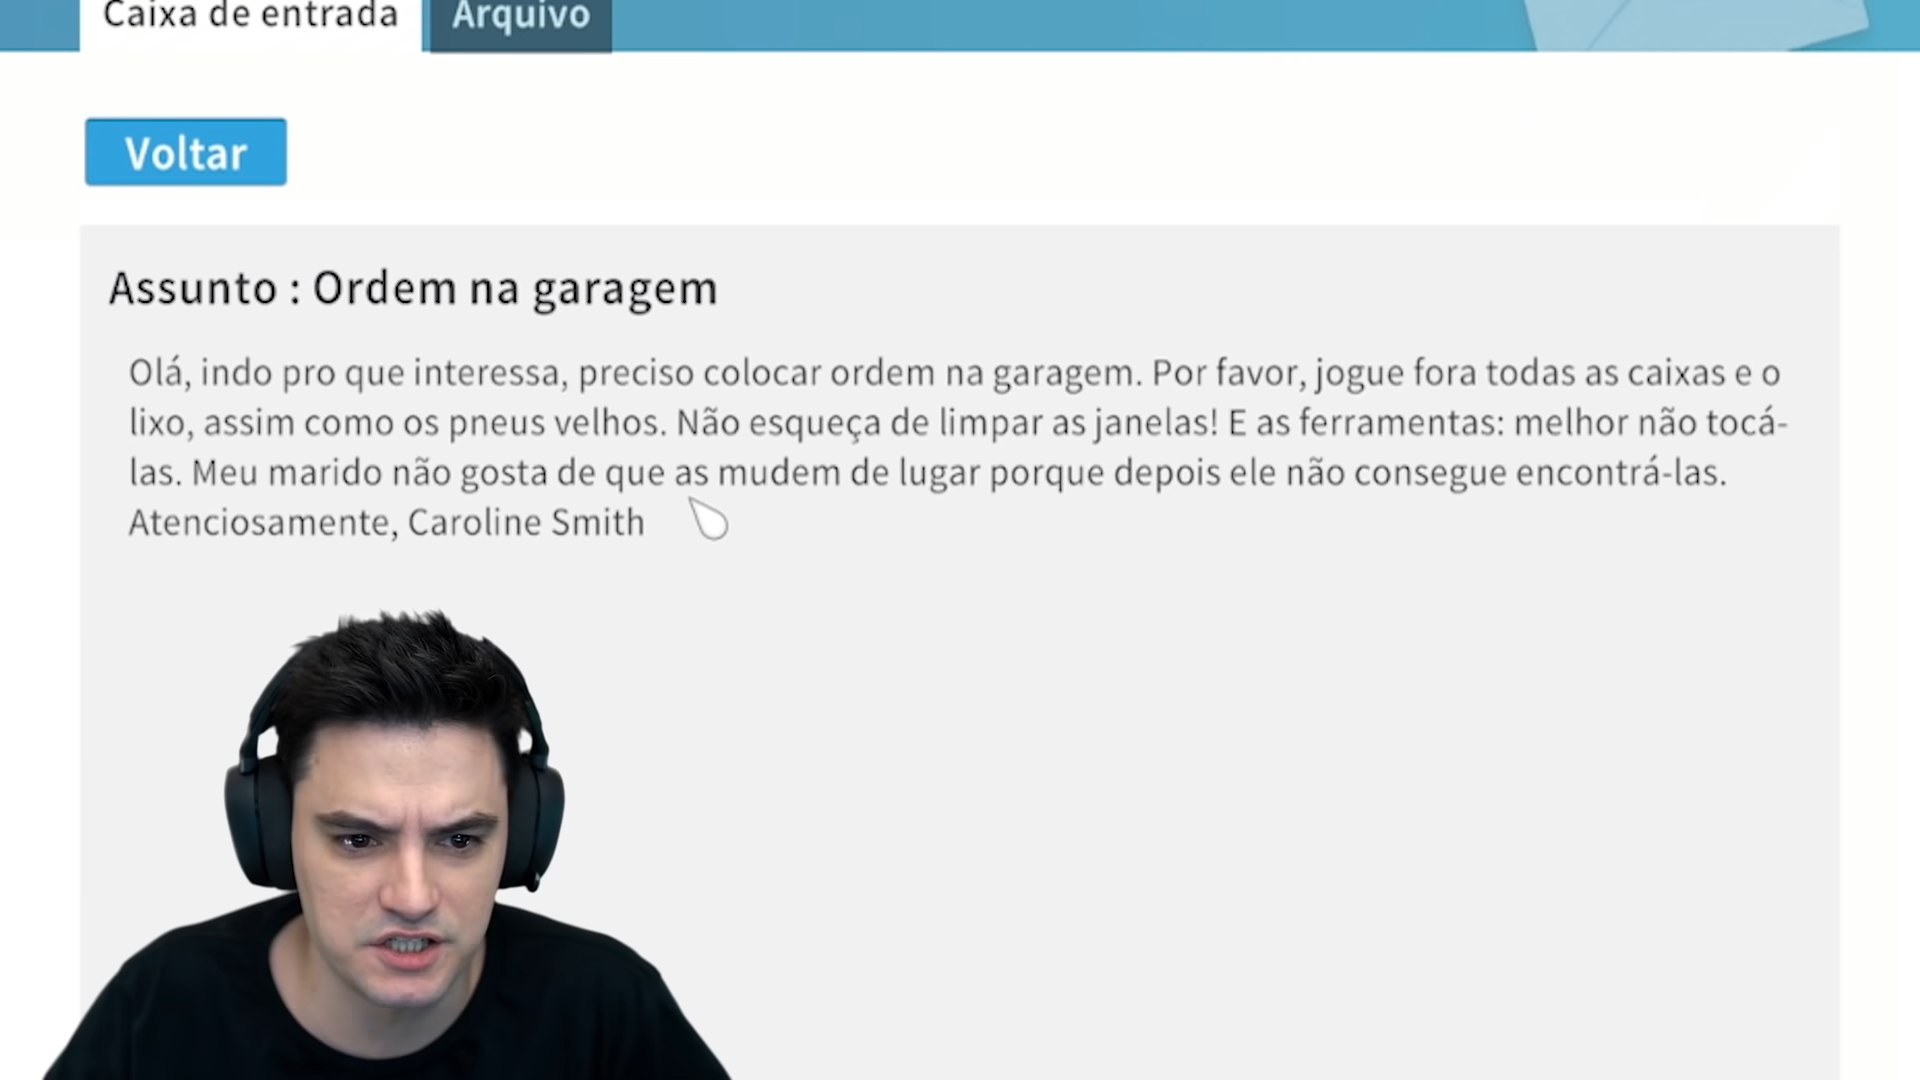 Caixa de entrada Arquivo
Voltar
Assunto : Ordem na garagem
Olá, indo pro que interessa, preciso colocar ordem na garagem. Por favor, jogue fora todas as caixas e o
lixo, assim como os pneus velhos. Não esqueça de limpar as janelas! E as ferramentas: melhor não tocá-
las. Meu marido não gosta de que as mudem de lugar porque depois ele não consegue encontrá-las.
Atenciosamente, Caroline Smith